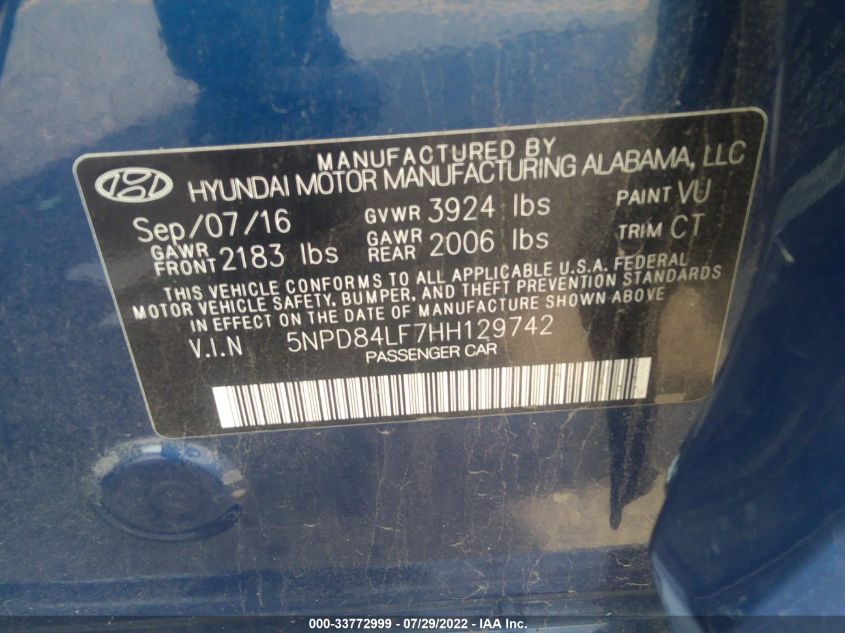 MANUFACTURED BY
HYUNDAI MOTOR MANUFACTURING ALABAMA, LLC
Sep/07/16 GVWR 3924 lbs PAINT VU
GAWR FRONT 2183 lbs GAWR REAR 2006 lbs TRIM CT
THIS VEHICLE CONFORMS TO ALL APPLICABLE U.S.A. FEDERAL
MOTOR VEHICLE SAFETY, BUMPER, AND THEFT PREVENTION STANDARDS
IN EFFECT ON THE DATE OF MANUFACTURE SHOWN ABOVE
V.I.N 5NPD84LF7HH129742
PASSENGER CAR
000-33772999 - 07/29/2022 - IAA Inc.